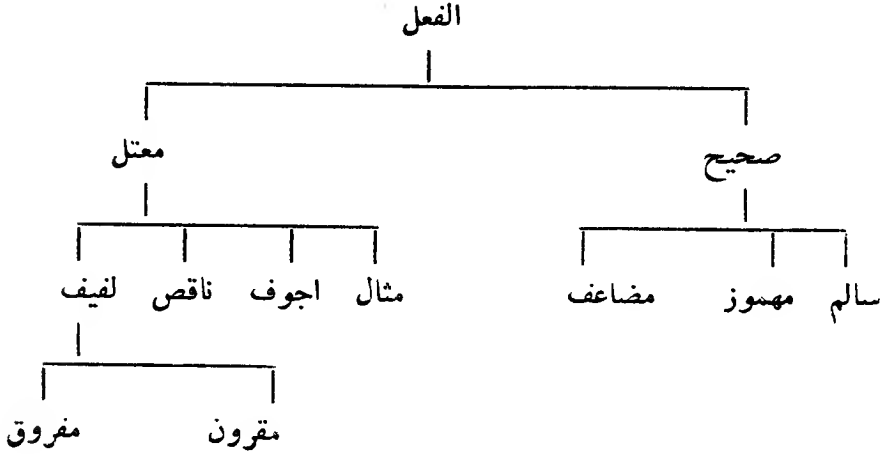 الفعل
صحيح معتل
سالم مهموز مضاعف مثال اجوف ناقص لفيف
مقرون مفروق